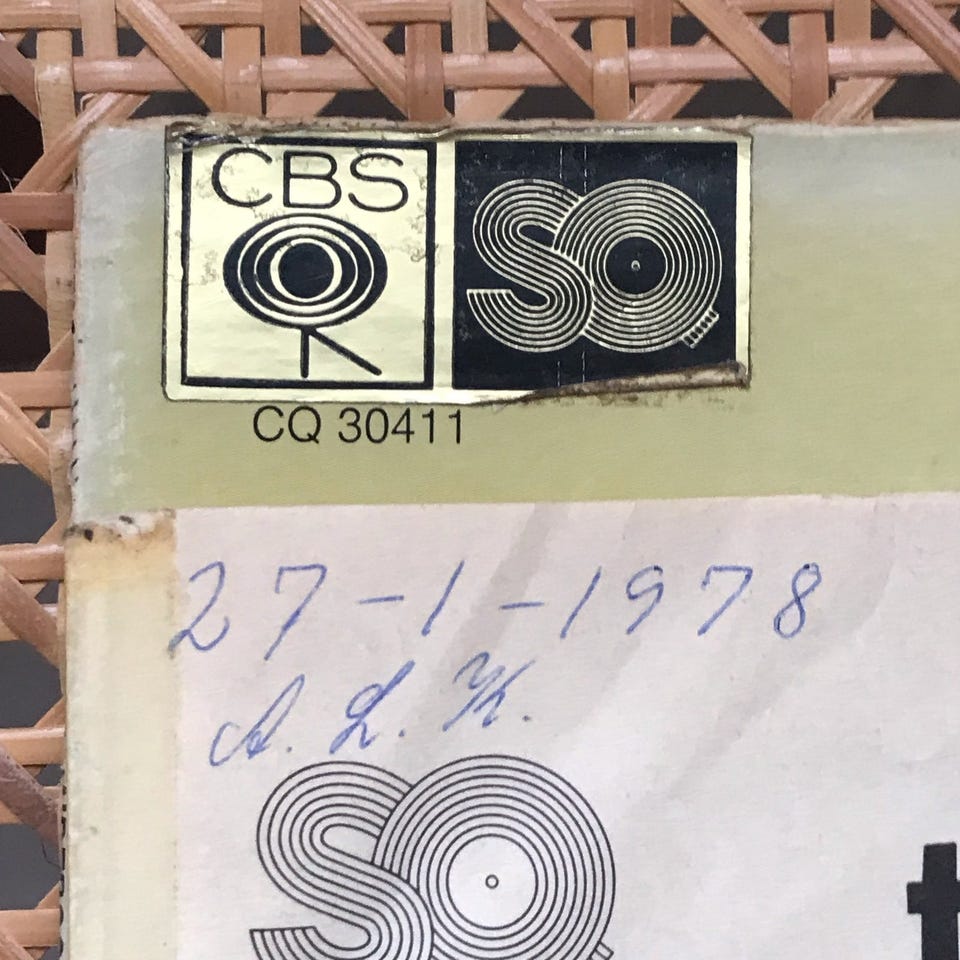 CBS SQ
CQ 30411
27-1-1978
A. L. K.
SQ
t